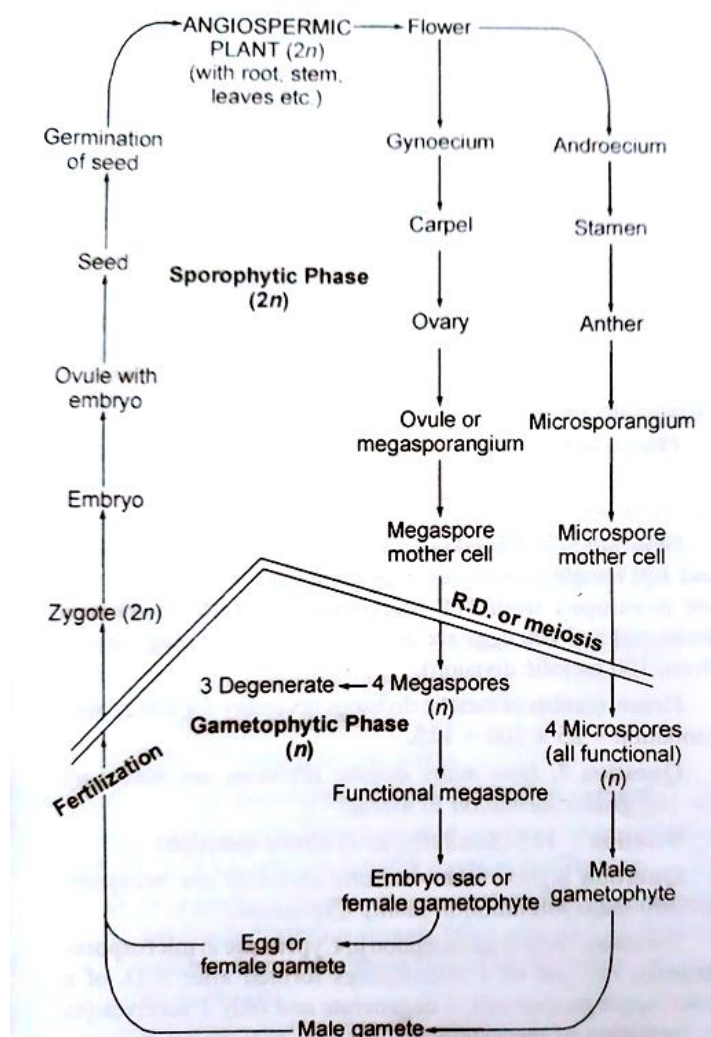 ANGIOSPERMIC
PLANT (2n)
(with root, stem,
leaves etc.)
Flower
Germination
of seed
Gynoecium
Androecium
Carpel
Stamen
Seed
Sporophytic Phase
(2n)
Ovary
Anther
Ovule with
embryo
Ovule or
megasporangium
Microsporangium
Embryo
Megaspore
mother cell
Microspore
mother cell
Zygote (2n)
R.D. or meiosis
3 Degenerate
4 Megaspores
(n)
Gametophytic Phase
(n)
4 Microspores
(all functional)
(n)
Fertilization
Functional megaspore
Embryo sac or
female gametophyte
Male
gametophyte
Egg or
female gamete
Male gamete